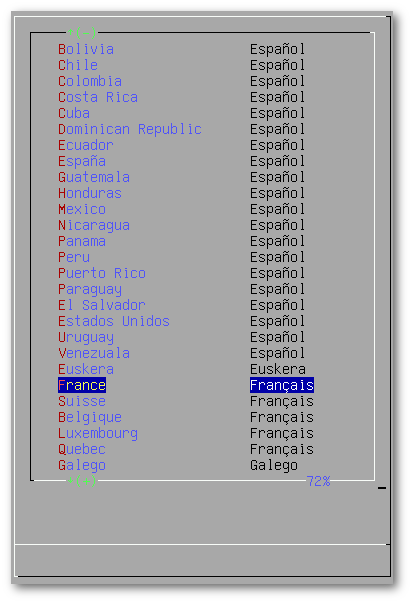 ^(-)
Bolivia Español
Chile Español
Colombia Español
Costa Rica Español
Cuba Español
Dominican Republic Español
Ecuador Español
España Español
Guatemala Español
Honduras Español
Mexico Español
Nicaragua Español
Panama Español
Peru Español
Puerto Rico Español
Paraguay Español
El Salvador Español
Estados Unidos Español
Uruguay Español
Venezuala Español
Euskera Euskera
France Français
Suisse Français
Belgique Français
Luxembourg Français
Quebec Français
Galego Galego
v(+) 72%